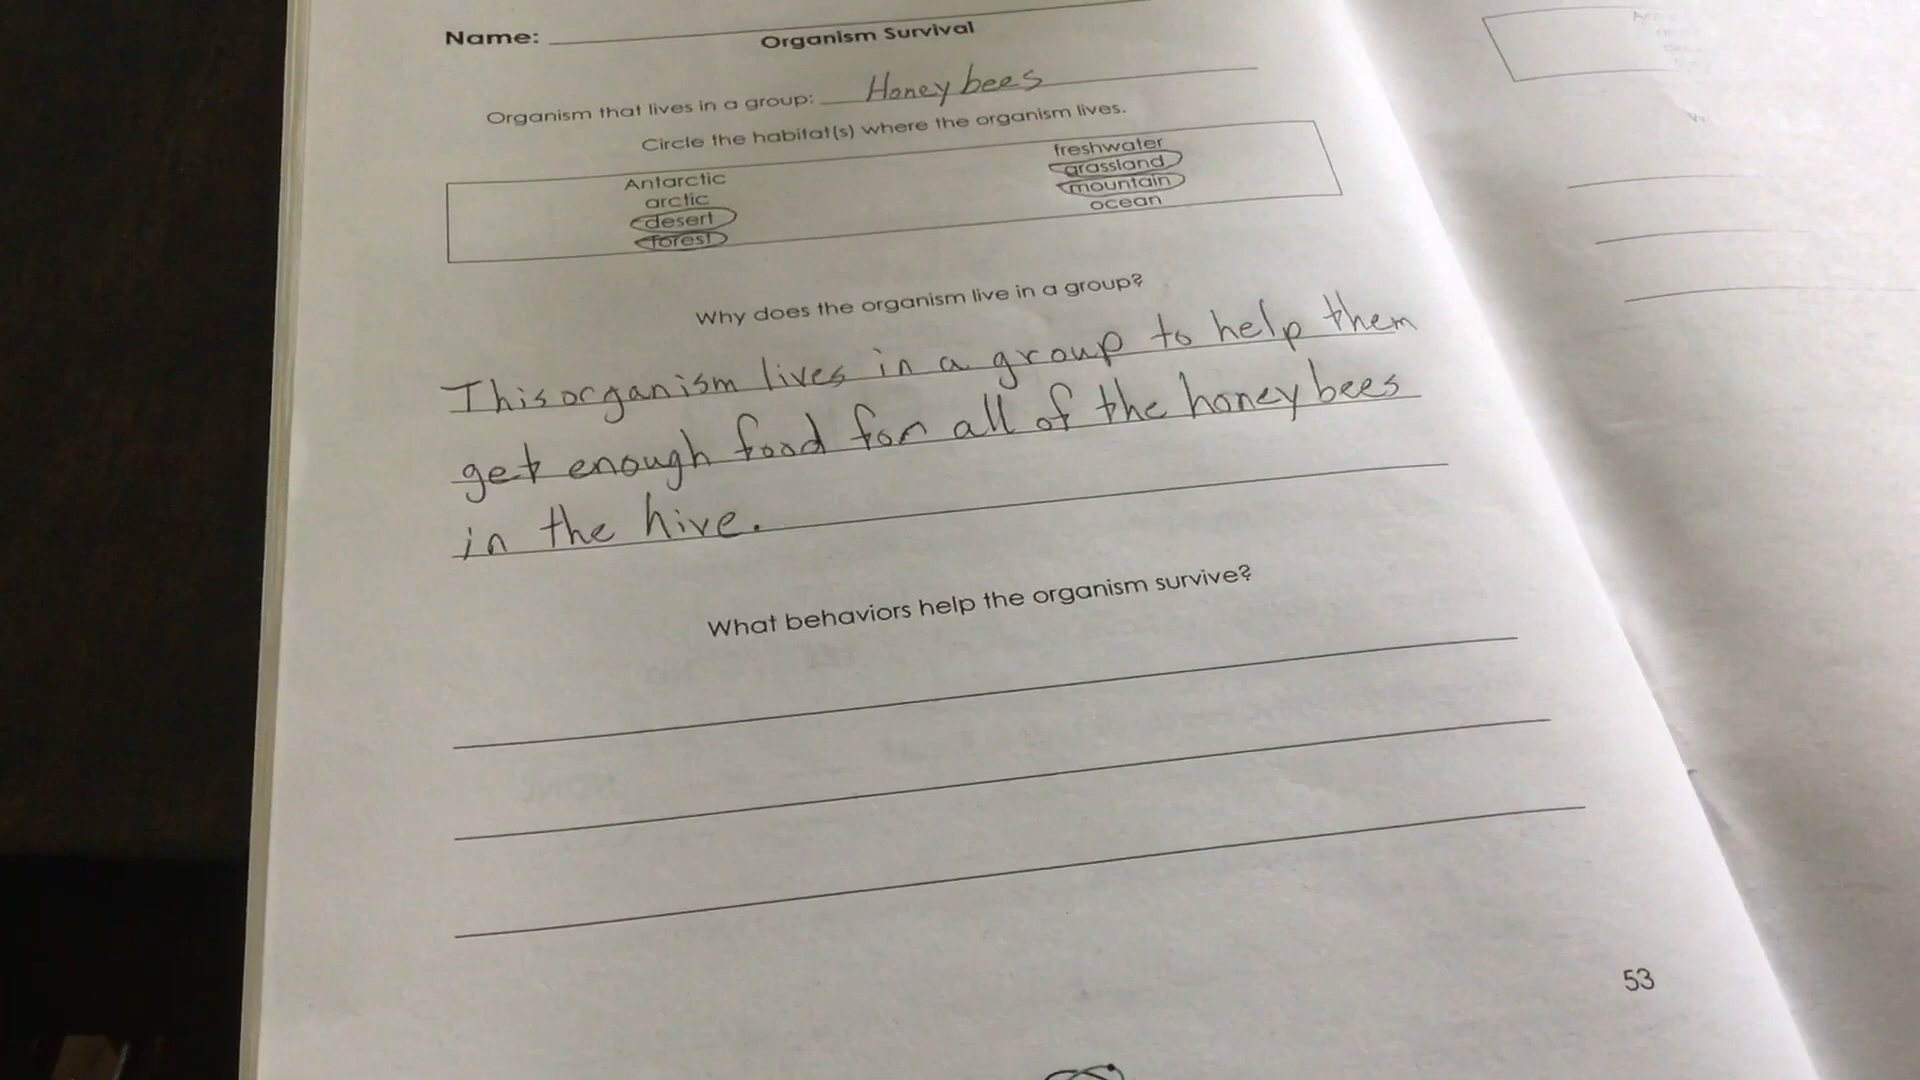 Name:
Organism Survival
Organism that lives in a group: Honey bees
Circle the habitat(s) where the organism lives.
Antarctic
arctic
desert
forest
freshwater
grassland
mountain
ocean
Why does the organism live in a group?
This organism lives in a group to help them
get enough food for all of the honey bees
in the hive.
What behaviors help the organism survive?
53